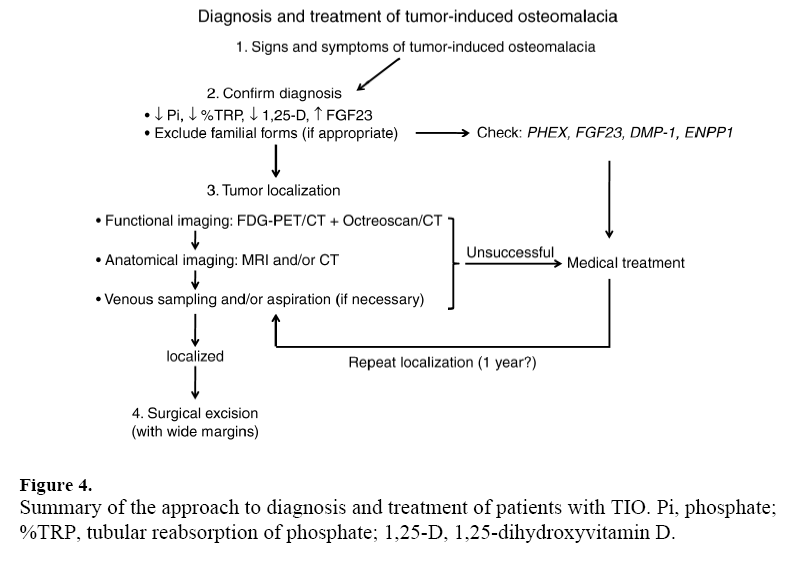 Diagnosis and treatment of tumor-induced osteomalacia
1. Signs and symptoms of tumor-induced osteomalacia
2. Confirm diagnosis
• ↓ Pi, ↓ %TRP, ↓ 1,25-D, ↑ FGF23
• Exclude familial forms (if appropriate)
Check: PHEX, FGF23, DMP-1, ENPP1
3. Tumor localization
• Functional imaging: FDG-PET/CT + Octreoscan/CT
• Anatomical imaging: MRI and/or CT
• Venous sampling and/or aspiration (if necessary)
Unsuccessful
Medical treatment
Repeat localization (1 year?)
localized
4. Surgical excision
(with wide margins)
Figure 4.
Summary of the approach to diagnosis and treatment of patients with TIO. Pi, phosphate;
%TRP, tubular reabsorption of phosphate; 1,25-D, 1,25-dihydroxyvitamin D.